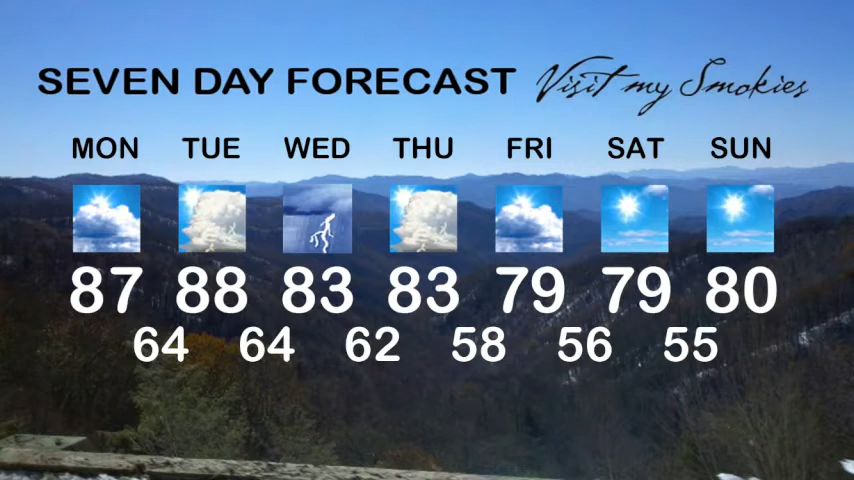 SEVEN DAY FORECAST Visit my Smokies
MON TUE WED THU FRI SAT SUN
87 88 83 83 79 79 80
64 64 62 58 56 55